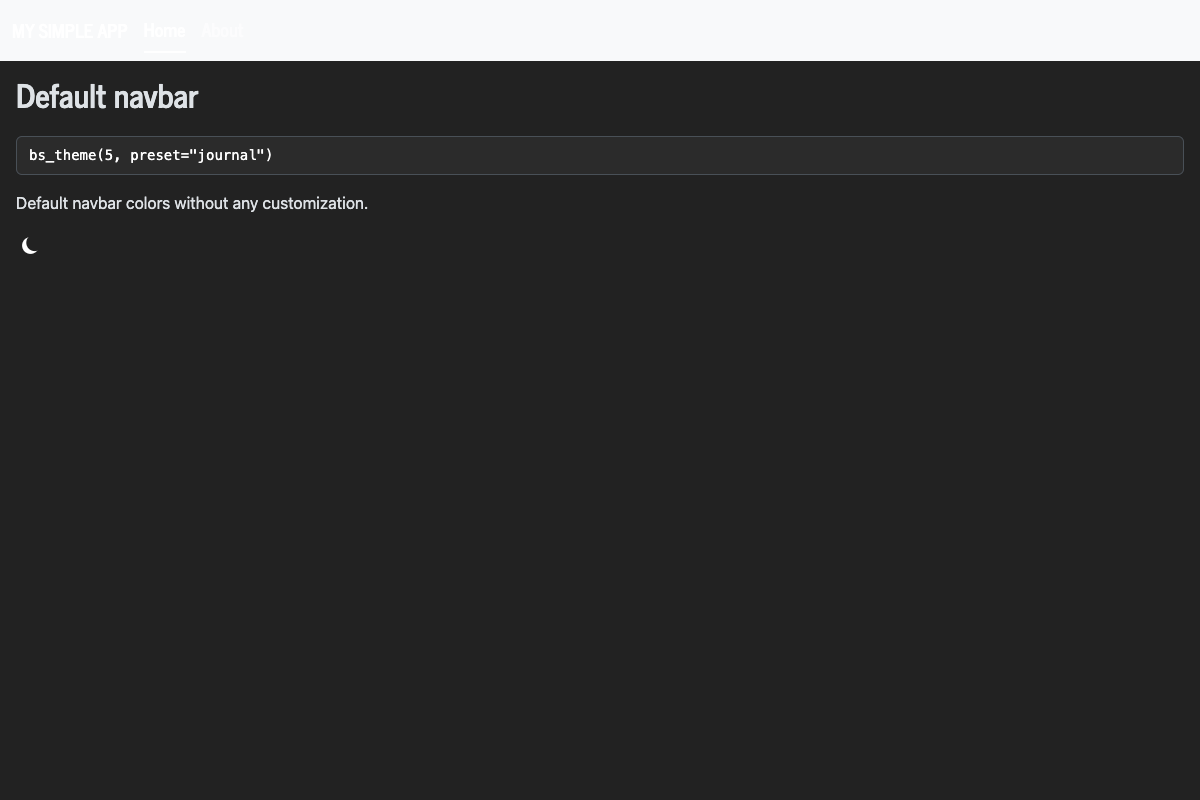 MY SIMPLE APP Home About
Default navbar
bs_theme(5, preset="journal")
Default navbar colors without any customization.